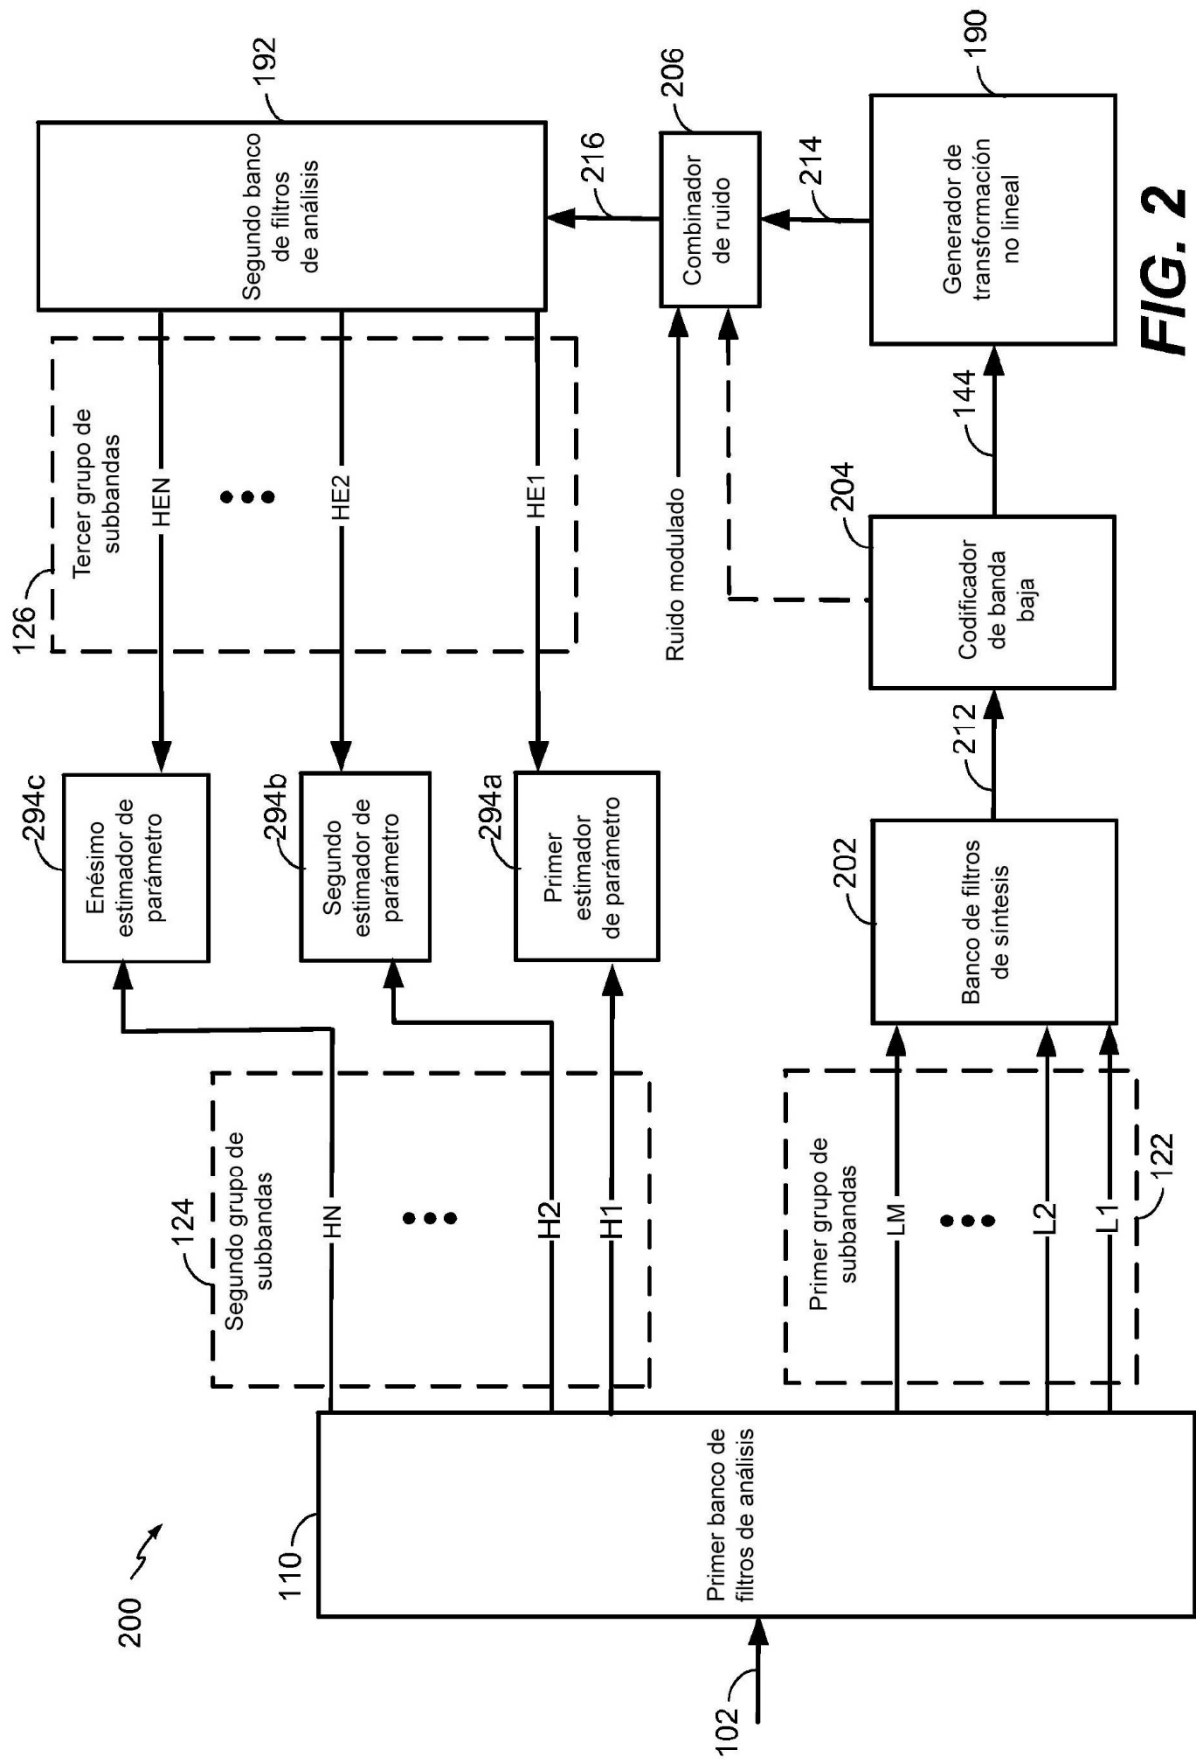 200
102
110
Primer banco de
filtros de análisis
124
Segundo grupo de
subbandas
HN
H2
H1
Primer grupo de
subbandas
LM
L2
L1
122
294c
Enésimo
estimador de
parámetro
294b
Segundo
estimador de
parámetro
294a
Primer
estimador
de parámetro
202
Banco de filtros
de síntesis
212
126
Tercer grupo de
subbandas
HEN
HE2
HE1
Ruido modulado
204
Codificador
de banda
baja
144
192
Segundo banco
de filtros
de análisis
216
206
Combinador
de ruido
214
190
Generador de
transformación
no lineal
FIG. 2